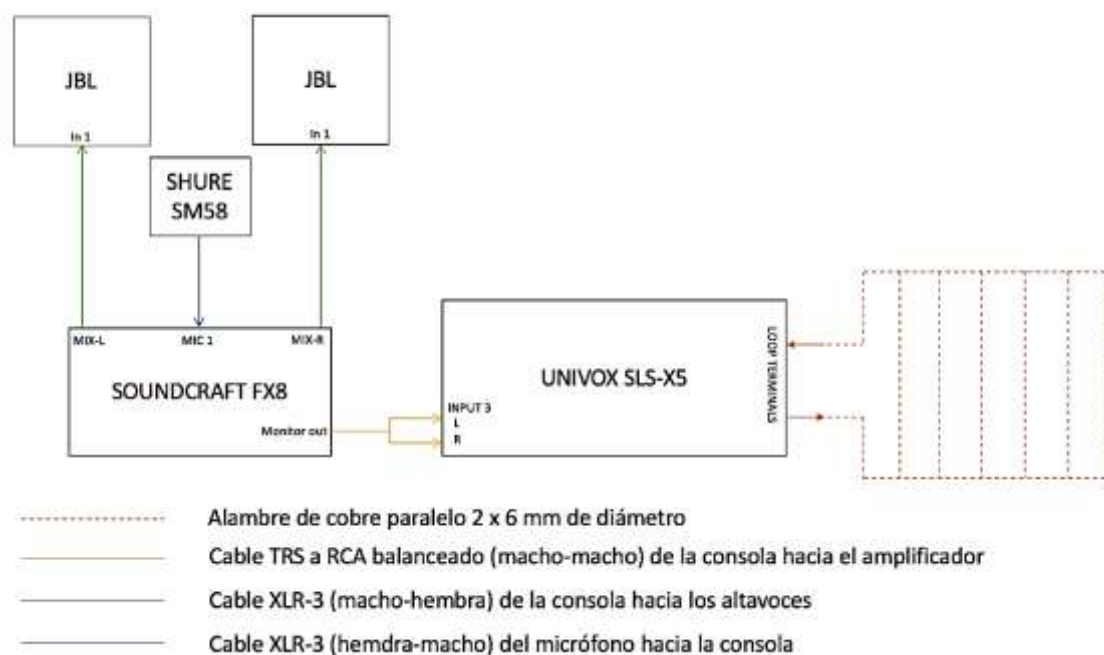 JBL
JBL
In 1
In 1
SHURE
SM58
MIX-L
MIC 1
MIX-R
SOUNDCRAFT FX8
Monitor out
INPUT 3
L
R
UNIVOX SLS-X5
LOOP TERMINALS
Alambre de cobre paralelo 2 x 6 mm de diámetro
Cable TRS a RCA balanceado (macho-macho) de la consola hacia el amplificador
Cable XLR-3 (macho-hembra) de la consola hacia los altavoces
Cable XLR-3 (hemdra-macho) del micrófono hacia la consola